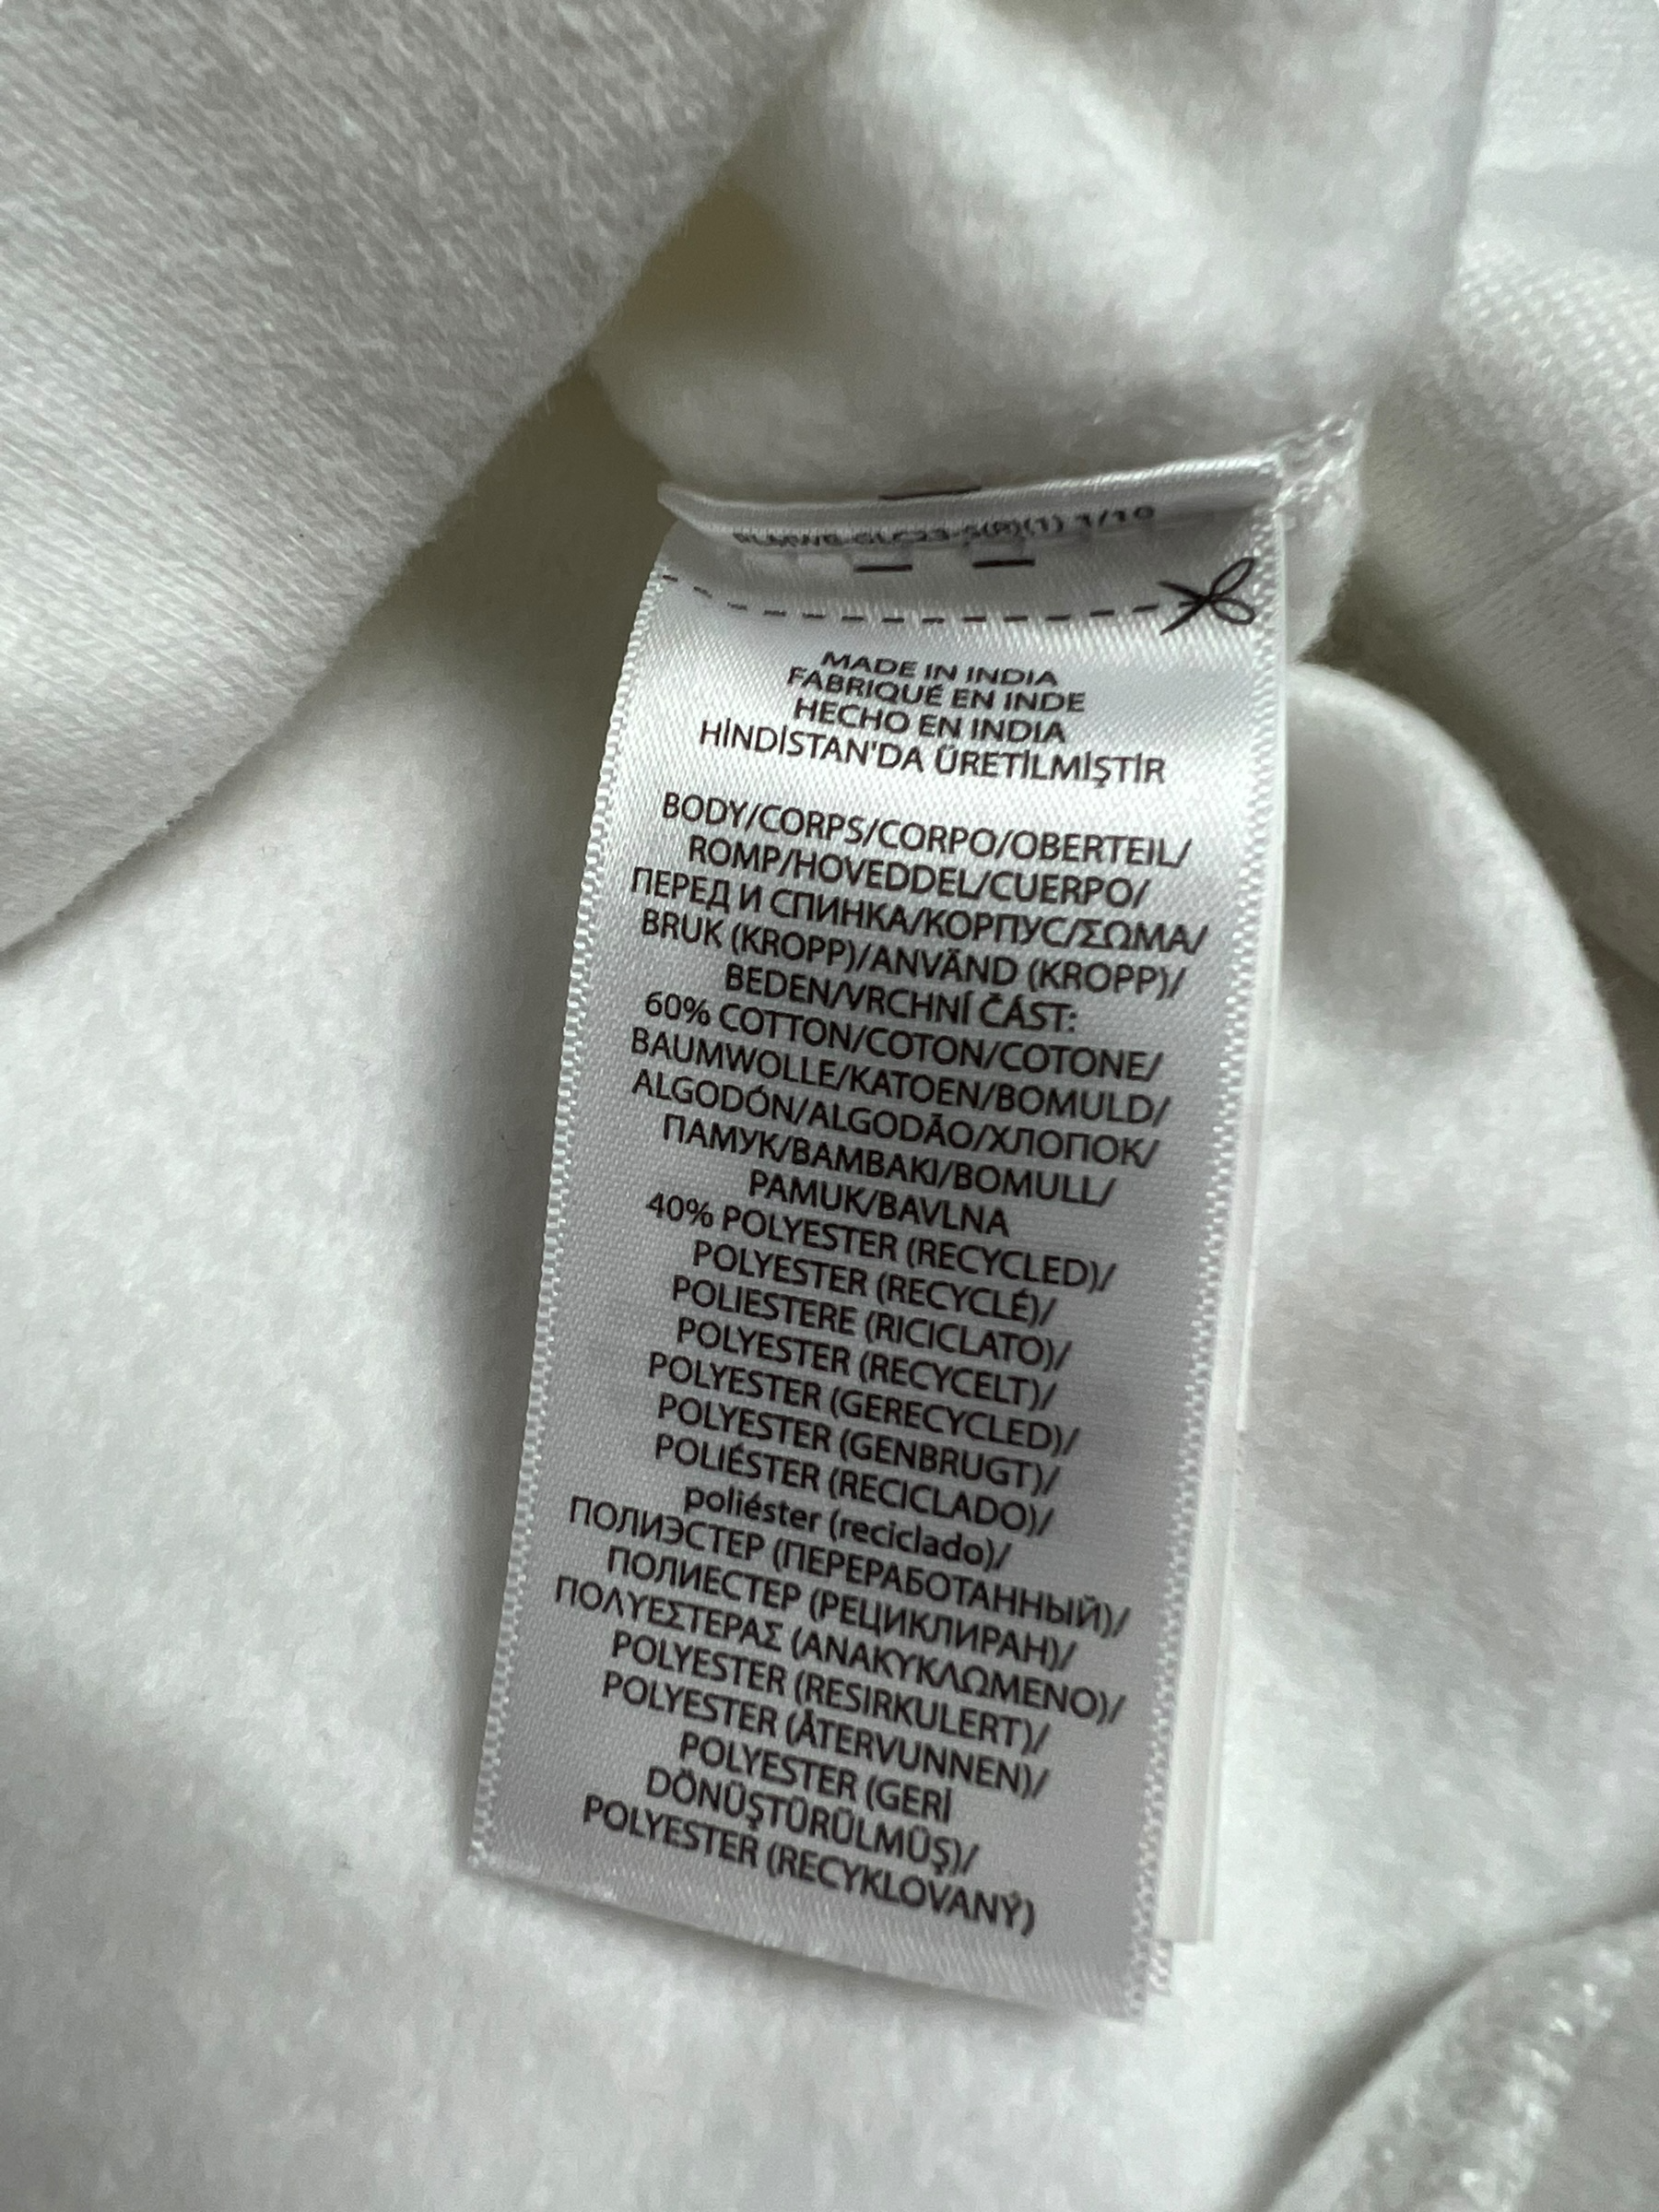 1/10
MADE IN INDIA
FABRIQUÉ EN INDE
HECHO EN INDIA
HİNDİSTAN'DA ÜRETİLMİŞTİR
BODY/CORPS/CORPO/OBERTEIL/
ROMP/HOVEDDEL/CUERPO/
ПЕРЕД И СПИНКА/КОРПУС/ΣΩΜΑ/
BRUK (KROPP)/ANVÄND (KROPP)/
BEDEN/VRCHNÍ ČÁST:
60% COTTON/COTON/COTONE/
BAUMWOLLE/KATOEN/BOMULD/
ALGODÓN/ALGODÃO/ХЛОПОК/
ПАМУК/ΒΑΜΒΑΚΙ/BOMULL/
PAMUK/BAVLNA
40% POLYESTER (RECYCLED)/
POLYESTER (RECYCLÉ)/
POLIESTERE (RICICLATO)/
POLYESTER (RECYCELT)/
POLYESTER (GERECYCLED)/
POLYESTER (GENBRUGT)/
POLIÉSTER (RECICLADO)/
poliéster (reciclado)/
ПОЛИЭСТЕР (ПЕРЕРАБОТАННЫЙ)/
ПОЛИЕСТЕР (РЕЦИКЛИРАН)/
ΠΟΛΥΕΣΤΕΡΑΣ (ΑΝΑΚΥΚΛΩΜΕΝΟ)/
POLYESTER (RESIRKULERT)/
POLYESTER (ÅTERVUNNEN)/
POLYESTER (GERİ
DÖNÜŞTÜRÜLMÜŞ)/
POLYESTER (RECYKLOVANÝ)